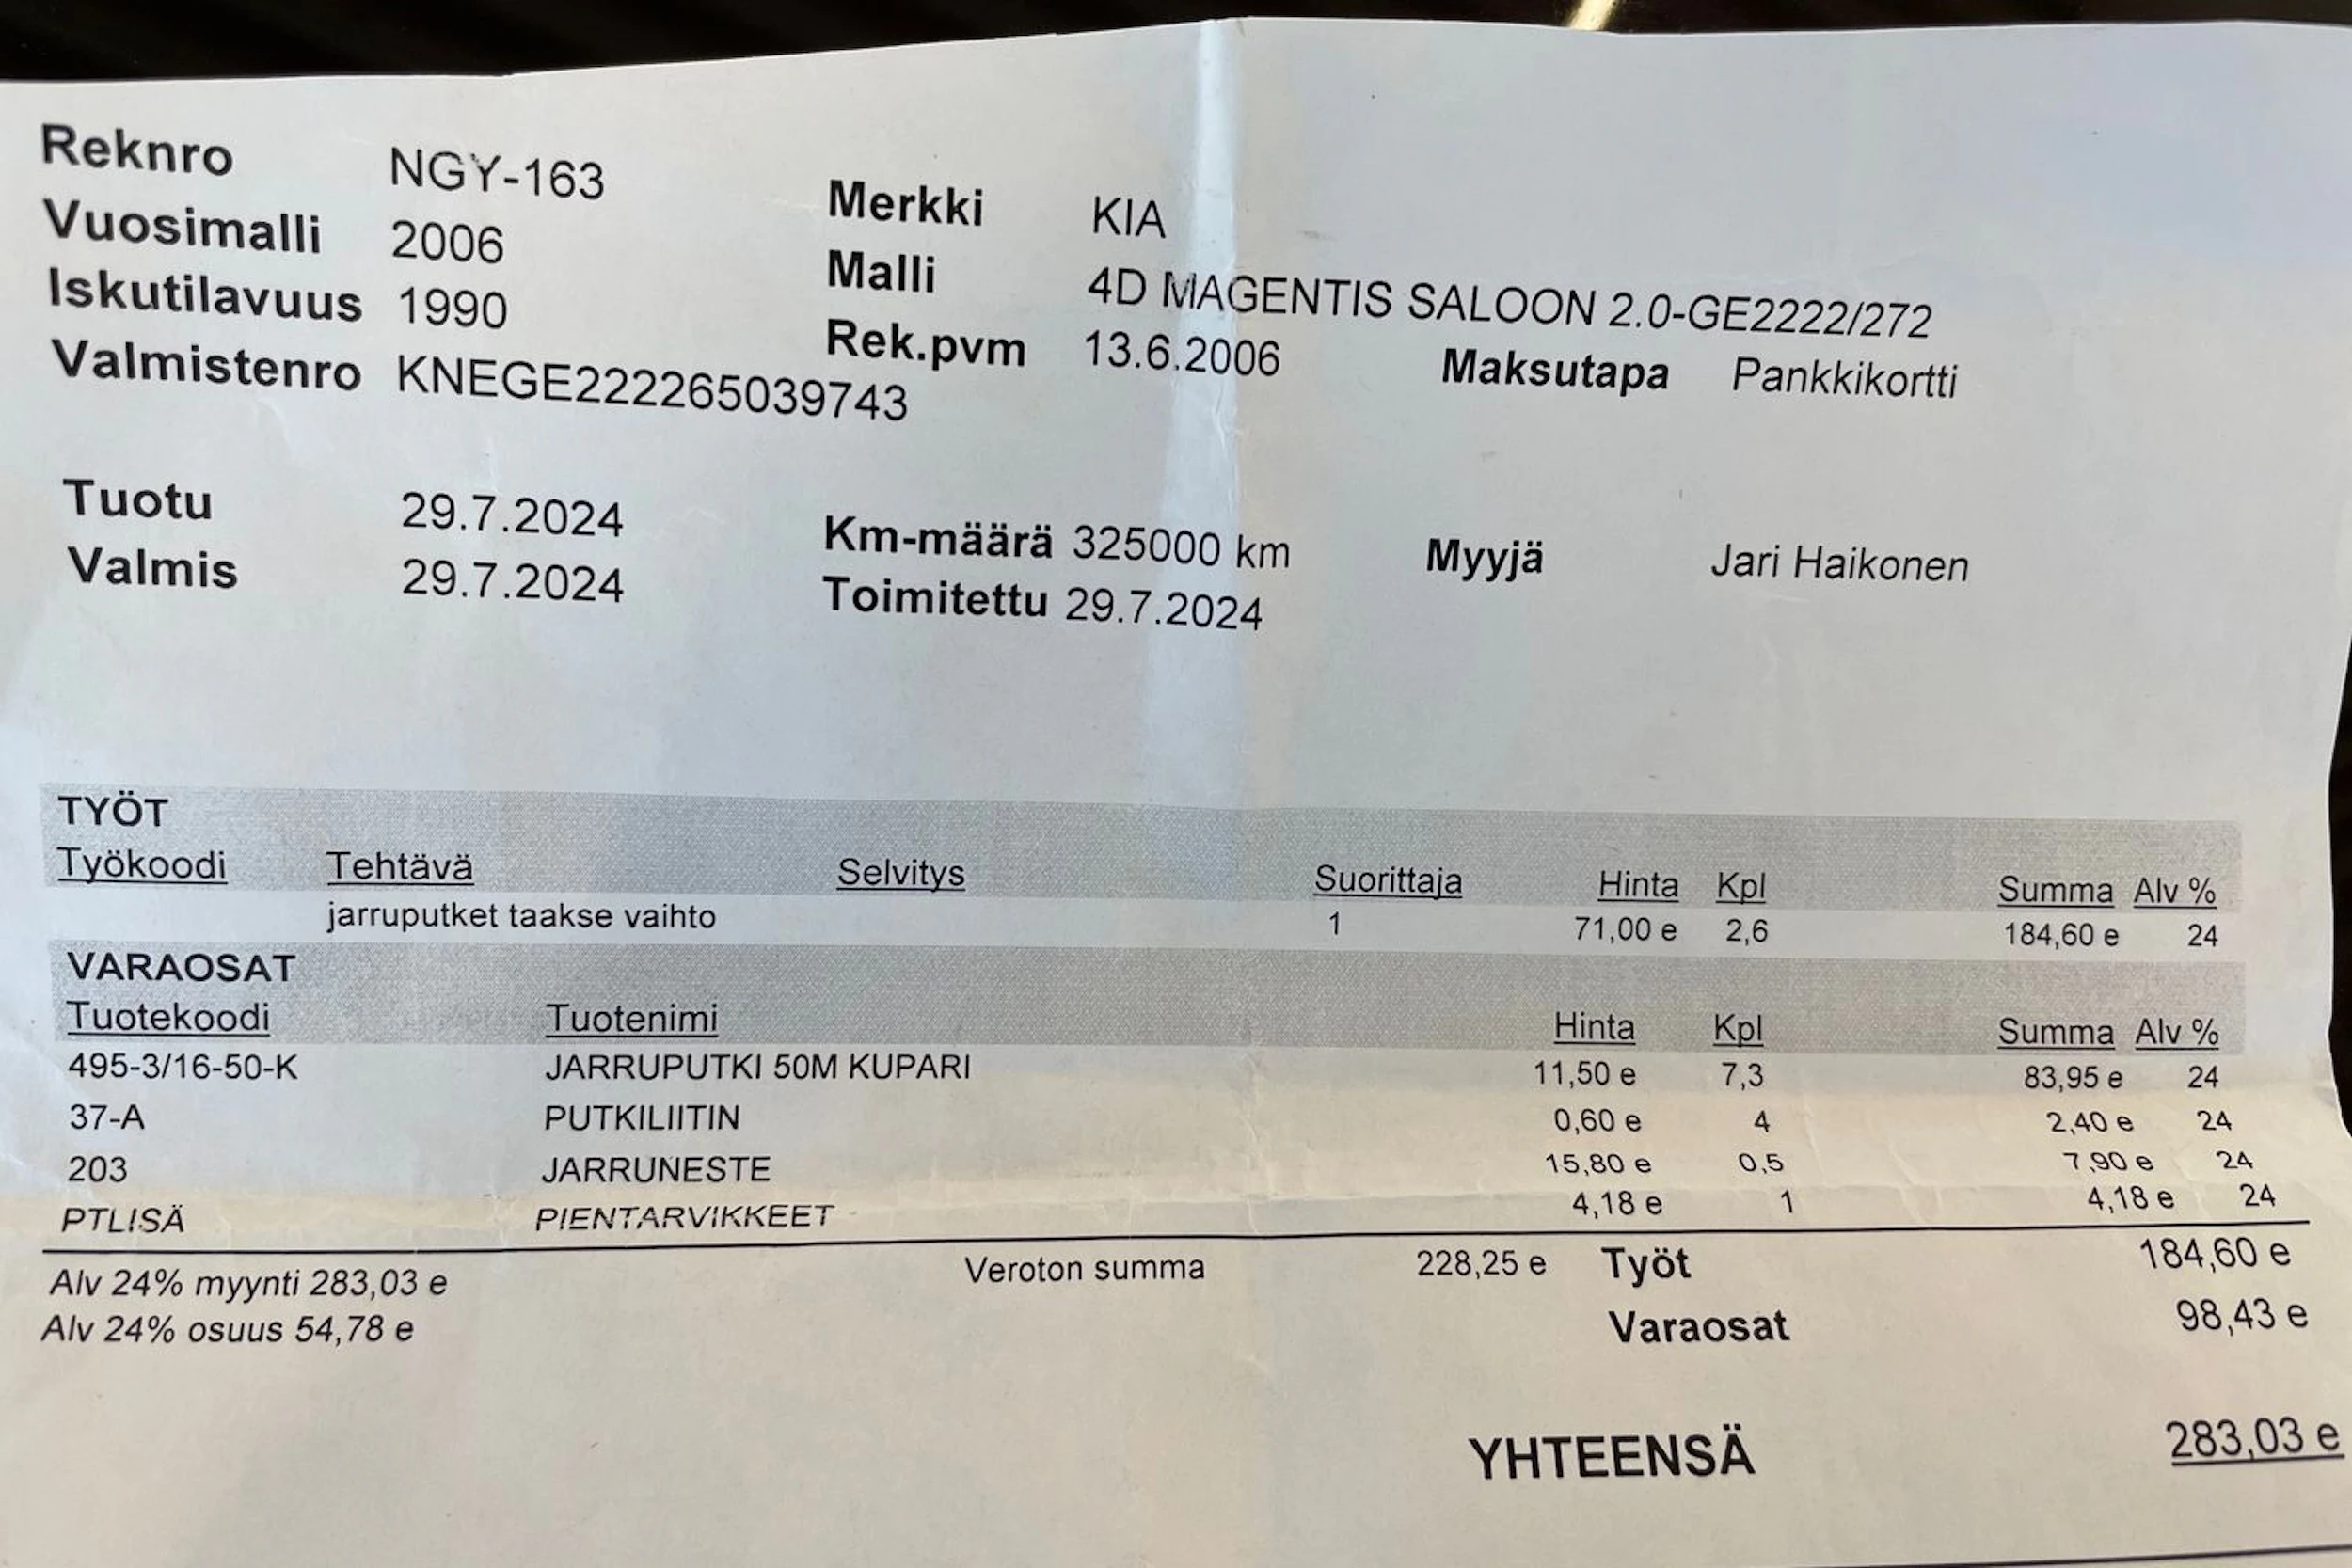 Reknro NGY-163 Merkki KIA
Vuosimalli 2006 Malli 4D MAGENTIS SALOON 2.0-GE2222/272
Iskutilavuus 1990 Rek.pvm 13.6.2006 Maksutapa Pankkikortti
Valmistenro KNEGE222265039743
Tuotu 29.7.2024 Km-määrä 325000 km Myyjä Jari Haikonen
Valmis 29.7.2024 Toimitettu 29.7.2024
TYÖT
Työkoodi Tehtävä Selvitys Suorittaja Hinta Kpl Summa Alv %
jarruputket taakse vaihto 1 71,00 e 2,6 184,60 e 24
VARAOSAT
Tuotekoodi Tuotenimi Hinta Kpl Summa Alv %
495-3/16-50-K JARRUPUTKI 50M KUPARI 11,50 e 7,3 83,95 e 24
37-A PUTKILIITIN 0,60 e 4 2,40 e 24
203 JARRUNESTE 15,80 e 0,5 7,90 e 24
PTLISÄ PIENTARVIKKEET 4,18 e 1 4,18 e 24
Alv 24% myynti 283,03 e Veroton summa 228,25 e Työt 184,60 e
Alv 24% osuus 54,78 e Varaosat 98,43 e
YHTEENSÄ 283,03 e